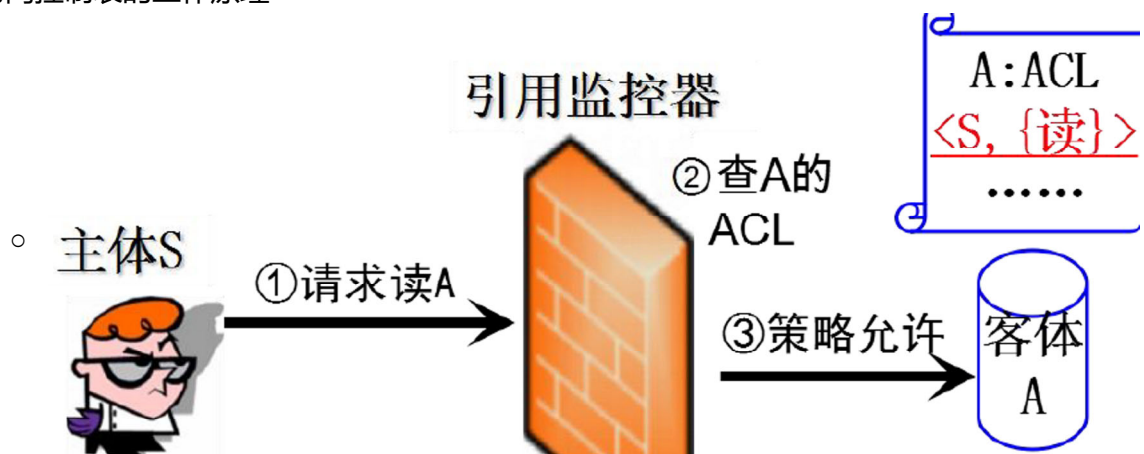 引用监控器
A:ACL
<S, {读}>
……
②查A的
ACL
主体S
①请求读A
③策略允许
客体
A